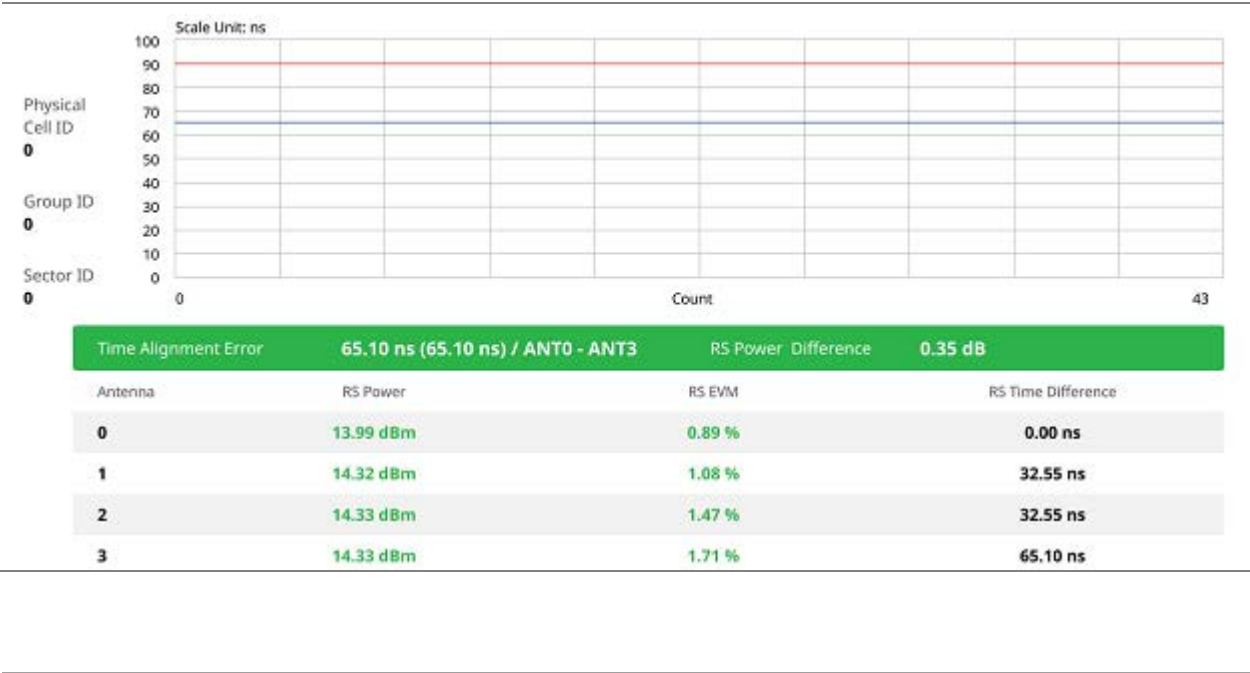 Scale Unit: ns
100
90
80
70
60
50
40
30
20
10
0
Physical
Cell ID
0
Group ID
0
Sector ID
0
0 Count 43
Time Alignment Error 65.10 ns (65.10 ns) / ANT0 - ANT3 RS Power Difference 0.35 dB
Antenna RS Power RS EVM RS Time Difference
0 13.99 dBm 0.89 % 0.00 ns
1 14.32 dBm 1.08 % 32.55 ns
2 14.33 dBm 1.47 % 32.55 ns
3 14.33 dBm 1.71 % 65.10 ns